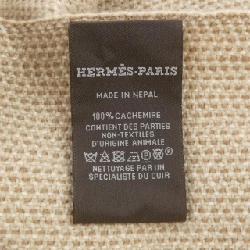 HERMÈS-PARIS
MADE IN NEPAL
100% CACHEMIRE
CONTIENT DES PARTIES
NON-TEXTILES
D'ORIGINE ANIMALE
NETTOYAGE PAR UN
SPECIALISTE DU CUIR